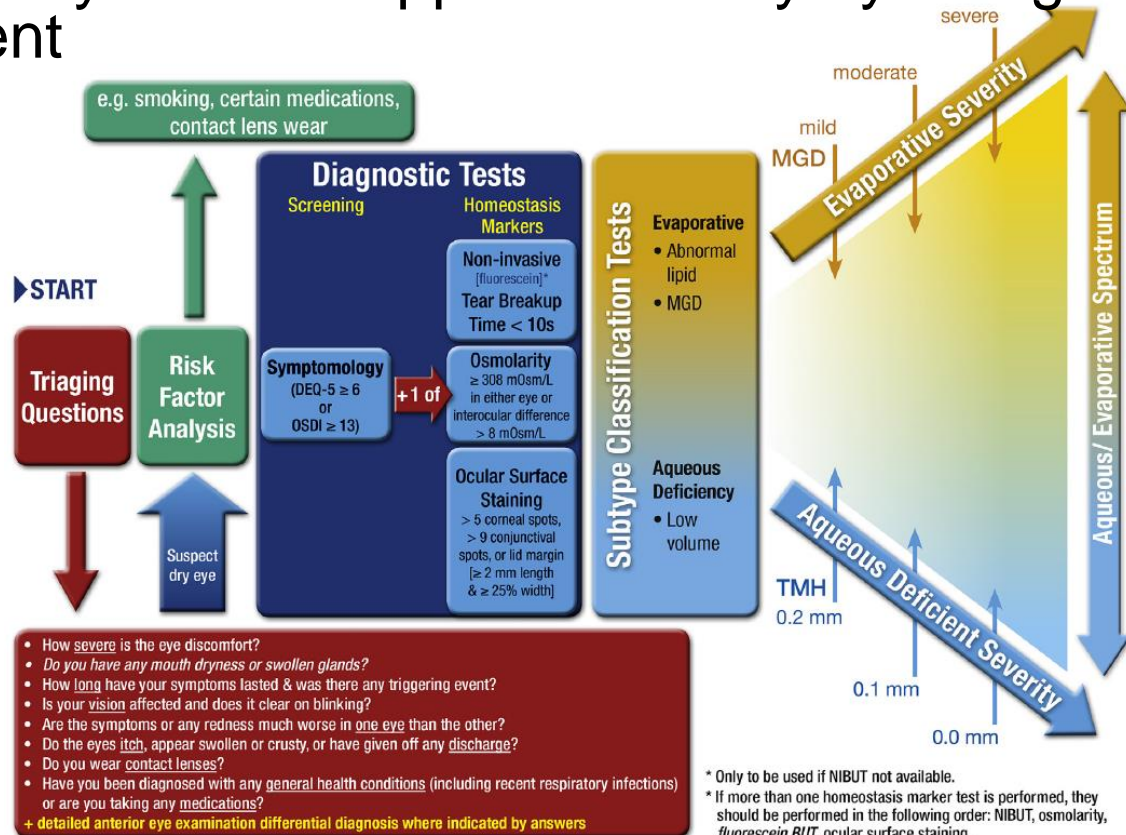 ent
e.g. smoking, certain medications,
contact lens wear
START
Triaging
Questions
Risk
Factor
Analysis
Suspect
dry eye
Diagnostic Tests
Screening
Symptomology
(DEQ-5 ≥ 6
or
OSDI ≥ 13)
+1 of
Homeostasis
Markers
Non-invasive
[fluorescein]*
Tear Breakup
Time < 10s
Osmolarity
≥ 308 mOsm/L
in either eye or
interocular difference
> 8 mOsm/L
Ocular Surface
Staining
> 5 corneal spots,
> 9 conjunctival
spots, or lid margin
[≥ 2 mm length
& ≥ 25% width]
Subtype Classification Tests
Evaporative
• Abnormal
lipid
• MGD
Aqueous
Deficiency
• Low
volume
severe
moderate
mild
MGD
Evaporative Severity
Aqueous/ Evaporative Spectrum
Aqueous Deficient Severity
TMH
0.2 mm
0.1 mm
0.0 mm
• How severe is the eye discomfort?
• Do you have any mouth dryness or swollen glands?
• How long have your symptoms lasted & was there any triggering event?
• Is your vision affected and does it clear on blinking?
• Are the symptoms or any redness much worse in one eye than the other?
• Do the eyes itch, appear swollen or crusty, or have given off any discharge?
• Do you wear contact lenses?
• Have you been diagnosed with any general health conditions (including recent respiratory infections)
or are you taking any medications?
+ detailed anterior eye examination differential diagnosis where indicated by answers
* Only to be used if NIBUT not available.
* If more than one homeostasis marker test is performed, they
should be performed in the following order: NIBUT, osmolarity,
fluorescein BUT, ocular surface staining